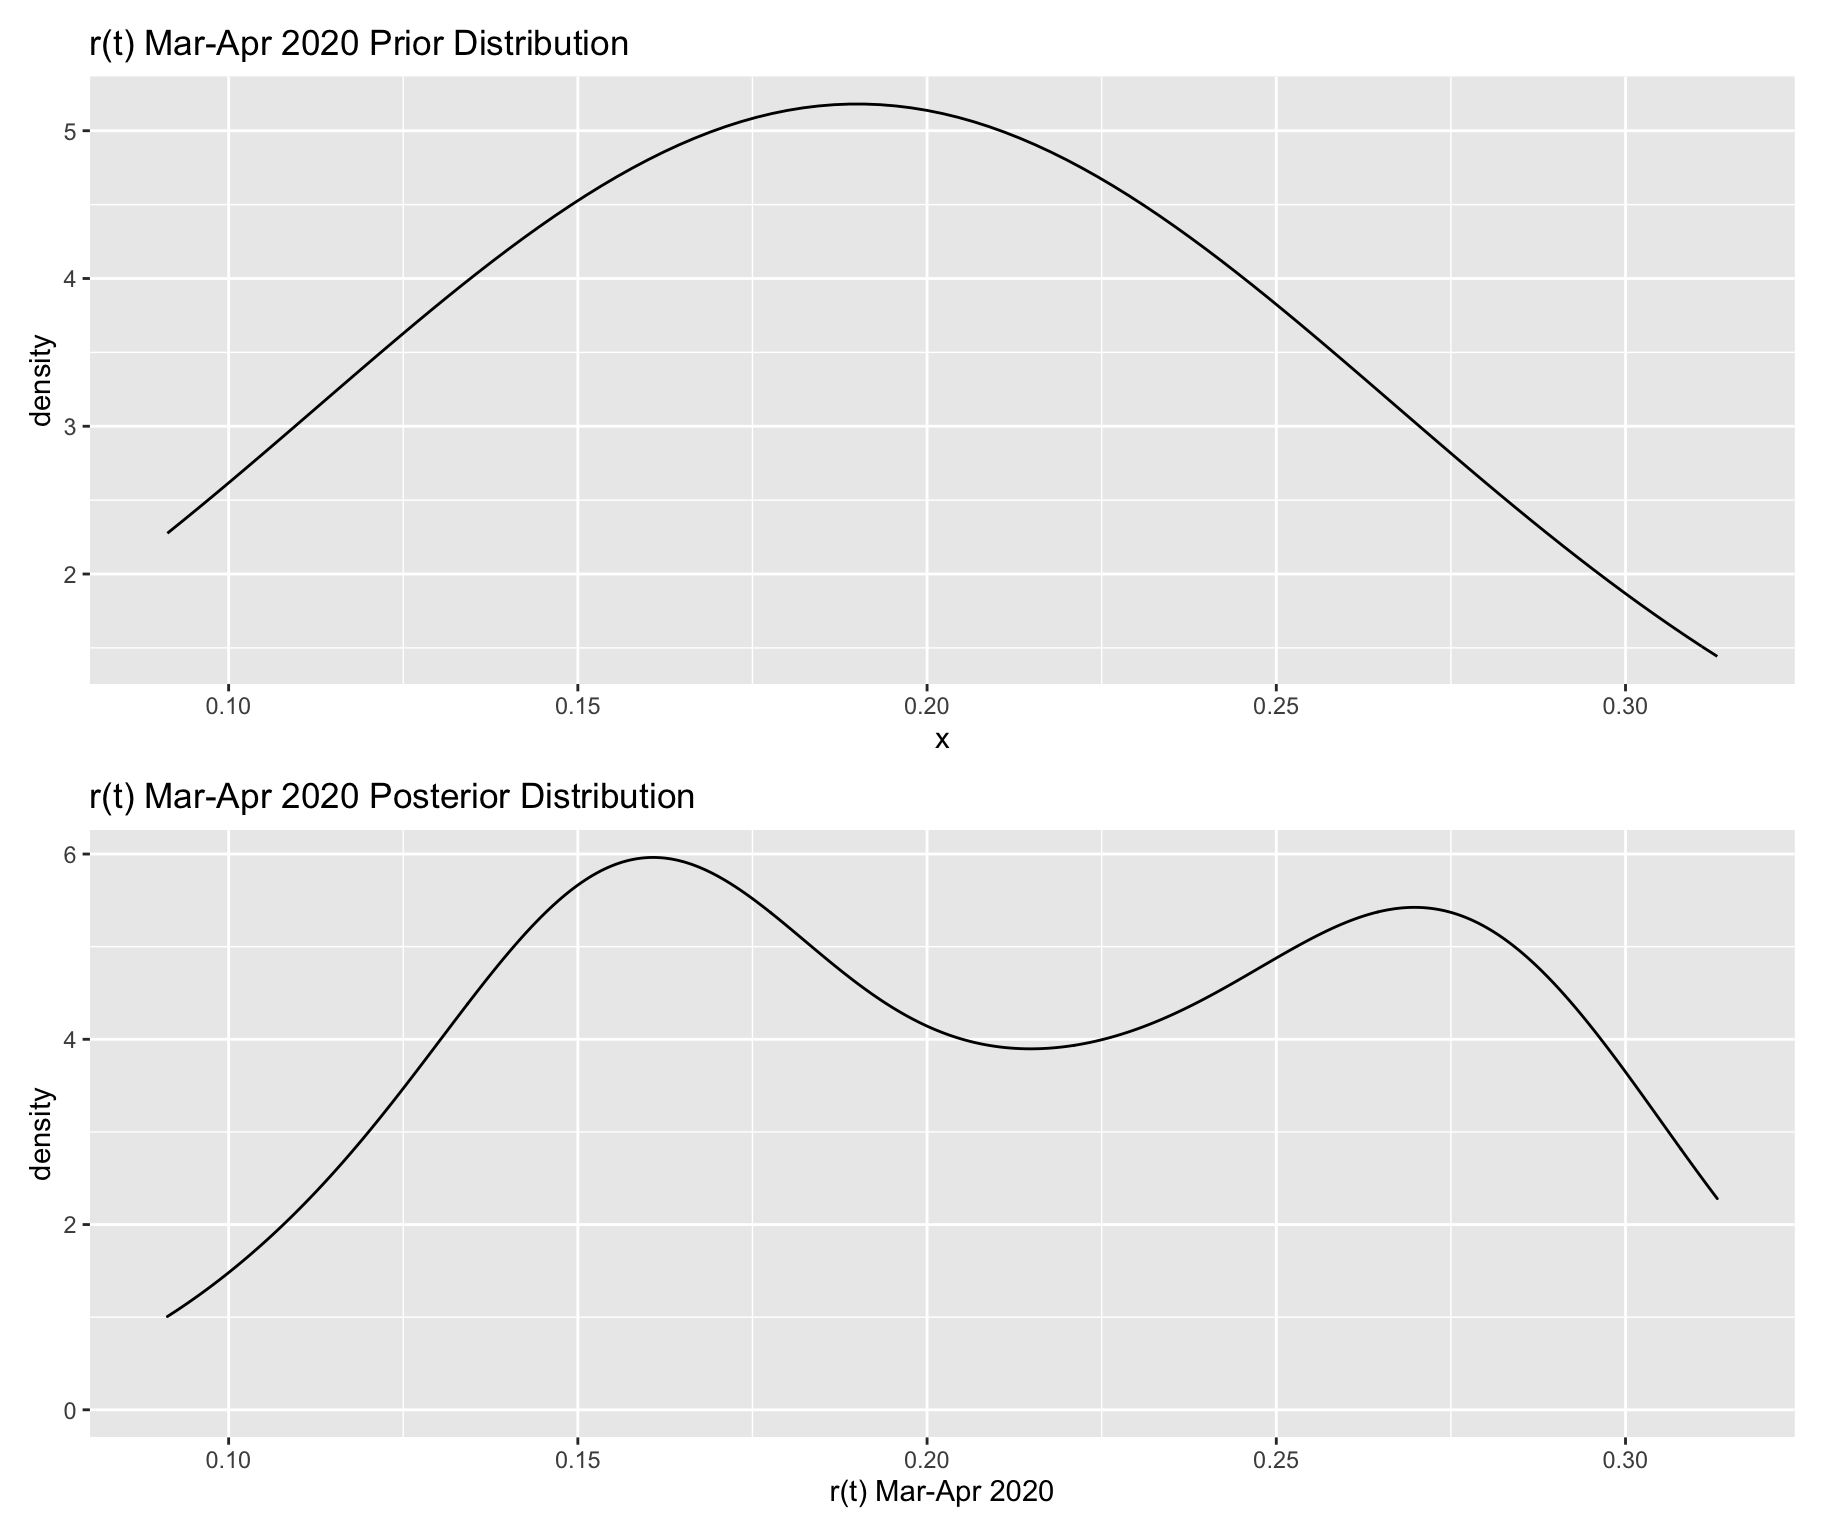 r(t) Mar-Apr 2020 Prior Distribution
5
4
3
2
density
0.10 0.15 0.20 0.25 0.30
x
r(t) Mar-Apr 2020 Posterior Distribution
6
4
2
0
density
0.10 0.15 0.20 0.25 0.30
r(t) Mar-Apr 2020